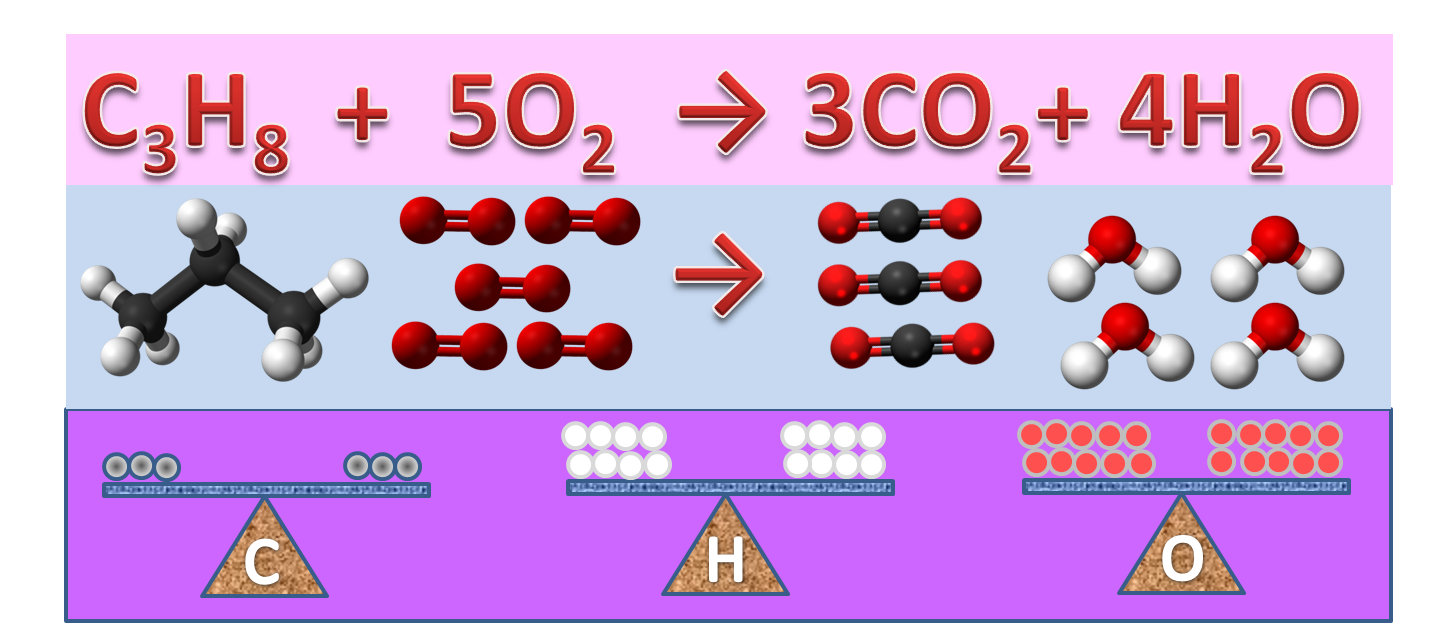 C₃H₈ + 5O₂ → 3CO₂+ 4H₂O
→
C H O